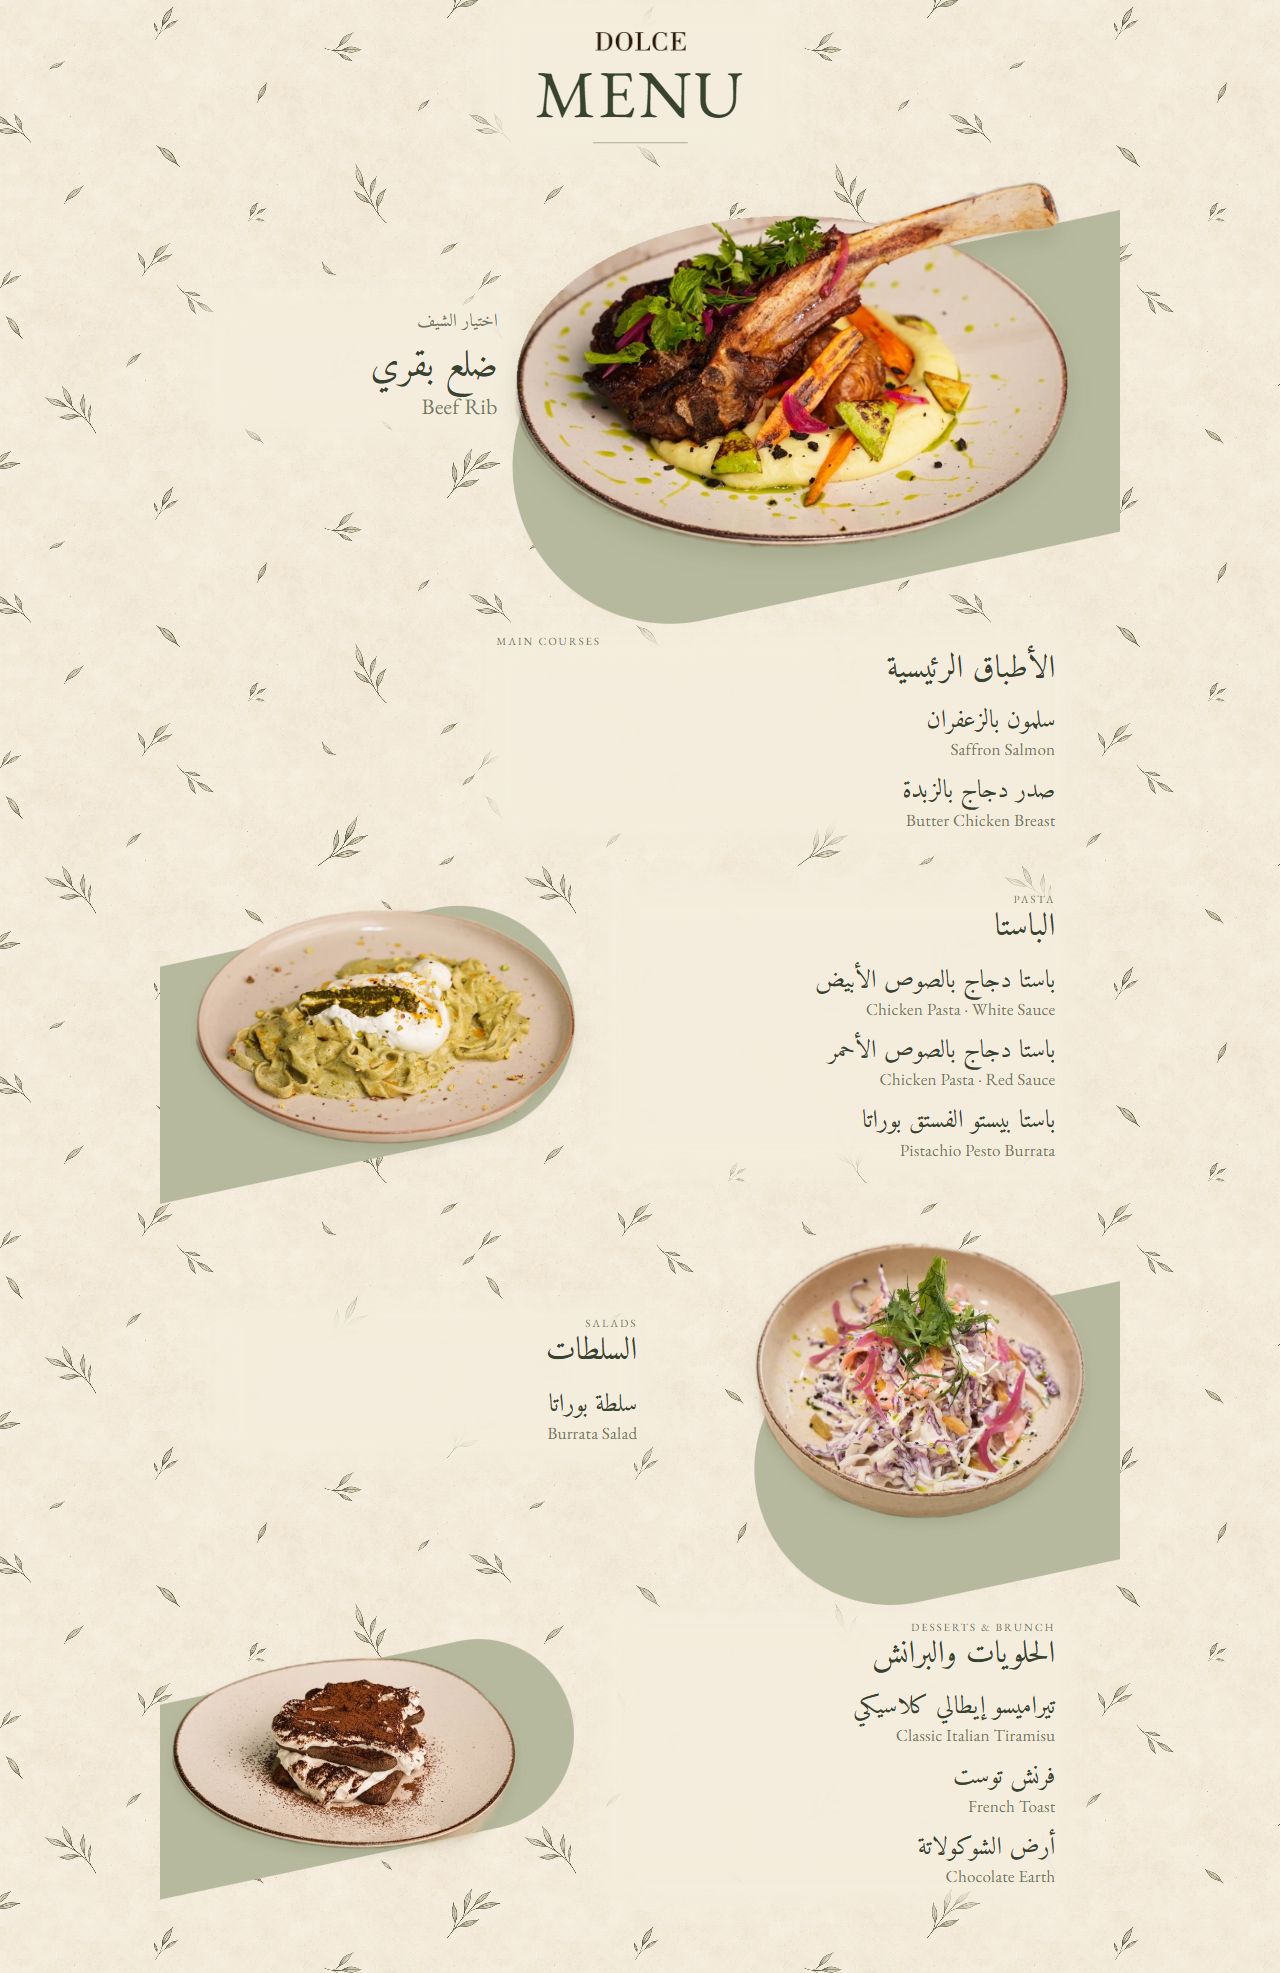 DOLCE
MENU
اختيار الشيف
ضلع بقري
Beef Rib
MAIN COURSES
الأطباق الرئيسية
سلمون بالزعفران
Saffron Salmon
صدر دجاج بالزبدة
Butter Chicken Breast
PASTA
الباستا
باستا دجاج بالصوص الأبيض
Chicken Pasta · White Sauce
باستا دجاج بالصوص الأحمر
Chicken Pasta · Red Sauce
باستا بيستو الفستق بوراتا
Pistachio Pesto Burrata
SALADS
السلطات
سلطة بوراتا
Burrata Salad
DESSERTS & BRUNCH
الحلويات والبرانش
تيراميسو إيطالي كلاسيكي
Classic Italian Tiramisu
فرنش توست
French Toast
أرض الشوكولاتة
Chocolate Earth